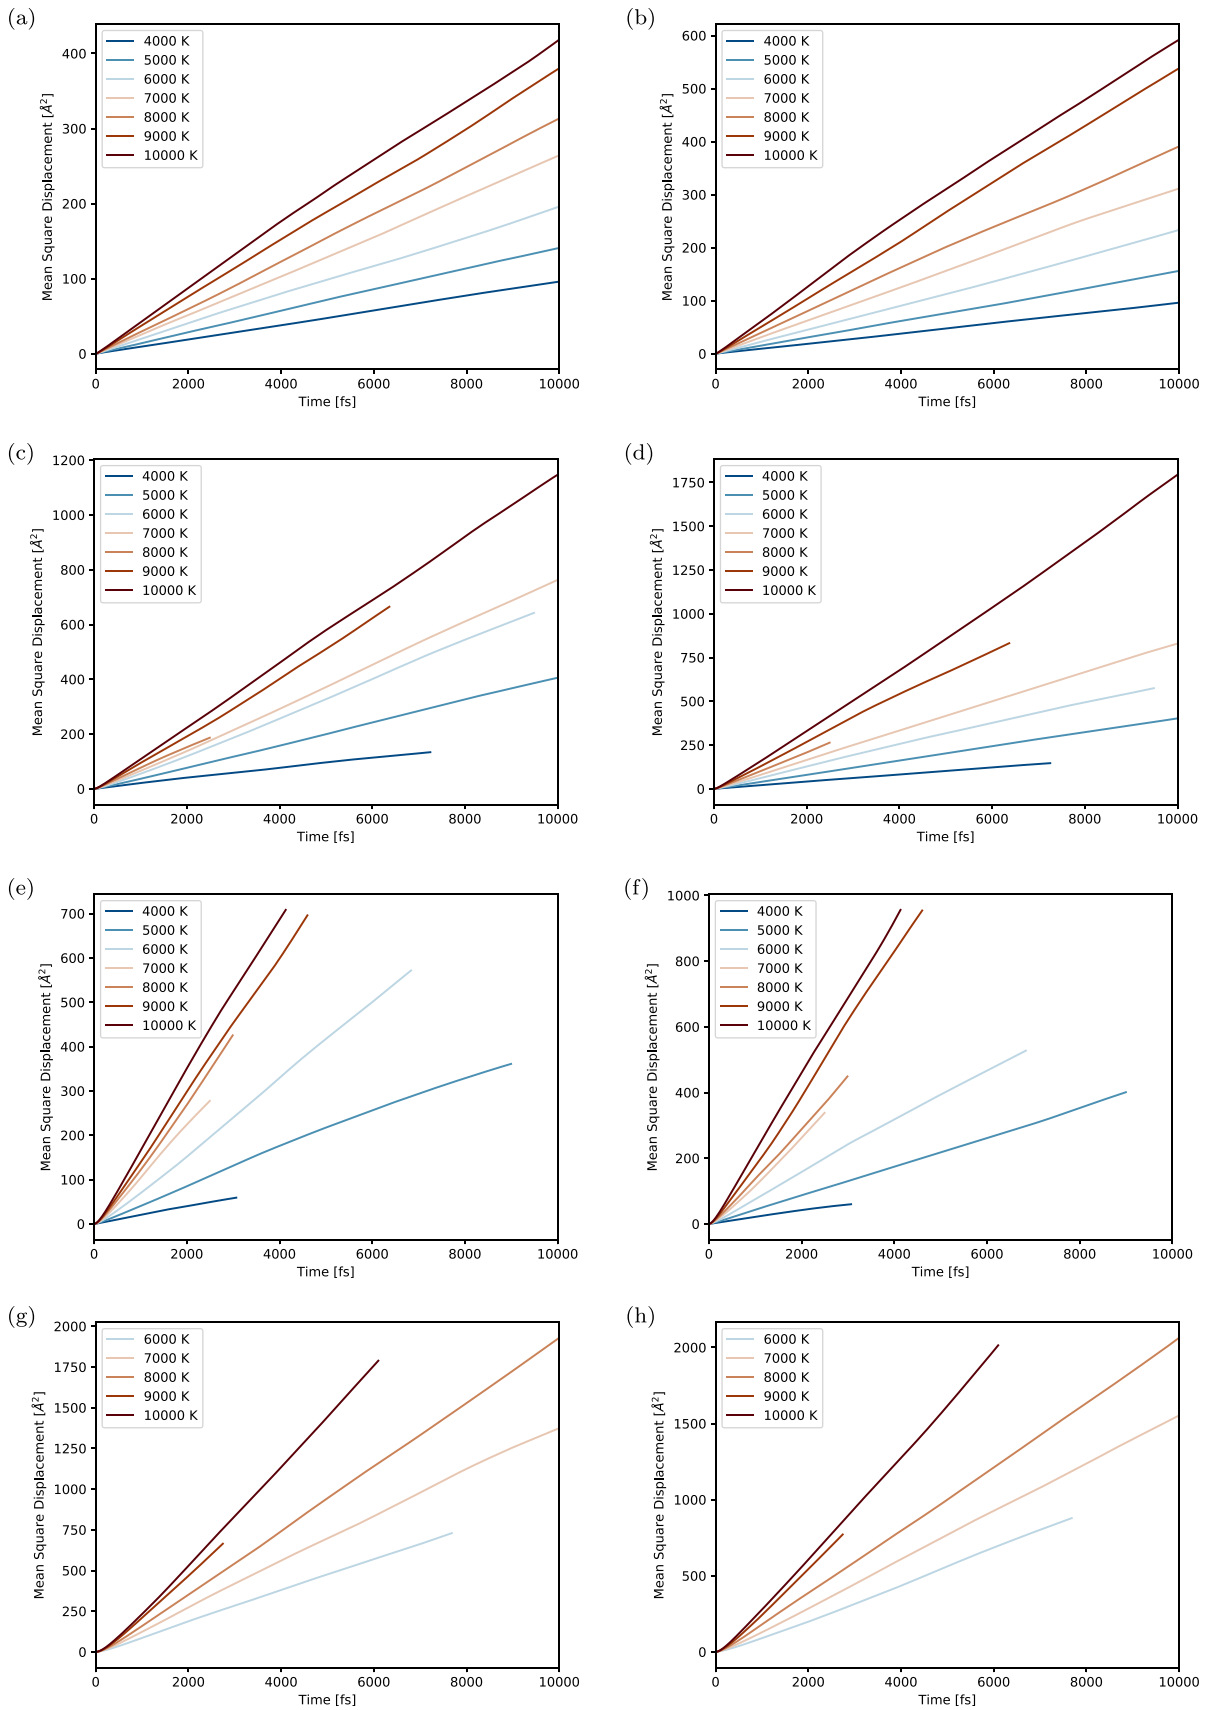 (a)
Mean Square Displacement [Å²]
400
300
200
100
0
4000 K
5000 K
6000 K
7000 K
8000 K
9000 K
10000 K
0 2000 4000 6000 8000 10000
Time [fs]
(b)
Mean Square Displacement [Å²]
600
500
400
300
200
100
0
4000 K
5000 K
6000 K
7000 K
8000 K
9000 K
10000 K
0 2000 4000 6000 8000 10000
Time [fs]
(c)
Mean Square Displacement [Å²]
1200
1000
800
600
400
200
0
4000 K
5000 K
6000 K
7000 K
8000 K
9000 K
10000 K
0 2000 4000 6000 8000 10000
Time [fs]
(d)
Mean Square Displacement [Å²]
1750
1500
1250
1000
750
500
250
0
4000 K
5000 K
6000 K
7000 K
8000 K
9000 K
10000 K
0 2000 4000 6000 8000 10000
Time [fs]
(e)
Mean Square Displacement [Å²]
700
600
500
400
300
200
100
0
4000 K
5000 K
6000 K
7000 K
8000 K
9000 K
10000 K
0 2000 4000 6000 8000 10000
Time [fs]
(f)
Mean Square Displacement [Å²]
1000
800
600
400
200
0
4000 K
5000 K
6000 K
7000 K
8000 K
9000 K
10000 K
0 2000 4000 6000 8000 10000
Time [fs]
(g)
Mean Square Displacement [Å²]
2000
1750
1500
1250
1000
750
500
250
0
6000 K
7000 K
8000 K
9000 K
10000 K
0 2000 4000 6000 8000 10000
Time [fs]
(h)
Mean Square Displacement [Å²]
2000
1500
1000
500
0
6000 K
7000 K
8000 K
9000 K
10000 K
0 2000 4000 6000 8000 10000
Time [fs]